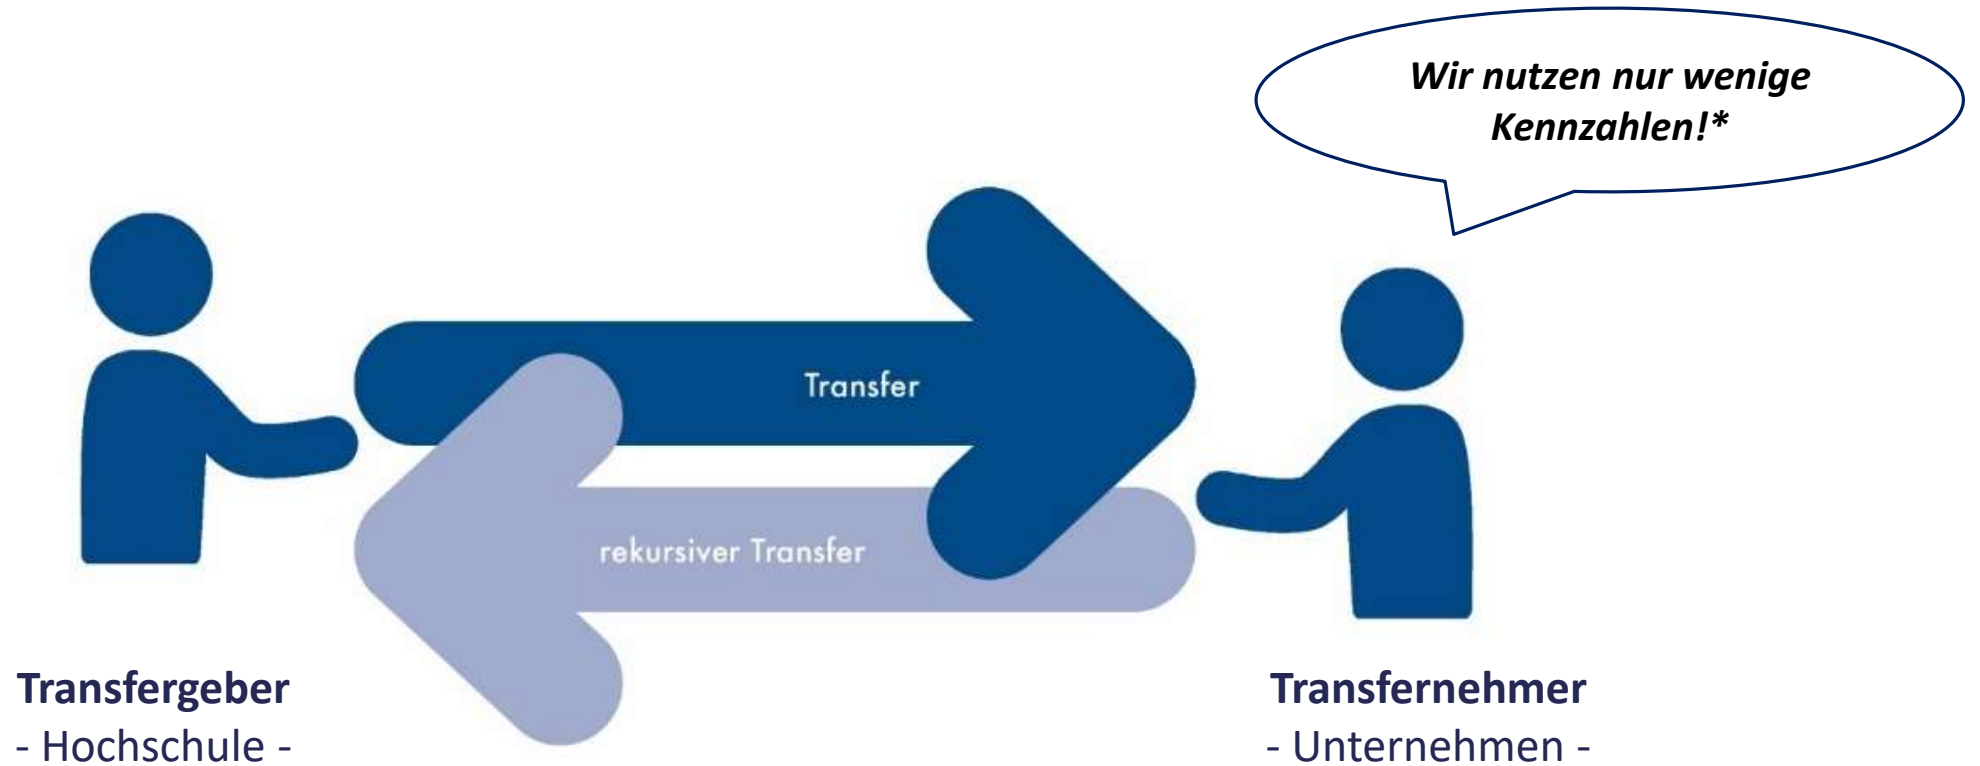 Wir nutzen nur wenige
Kennzahlen!*
Transfer
rekursiver Transfer
Transfergeber
- Hochschule -
Transfernehmer
- Unternehmen -